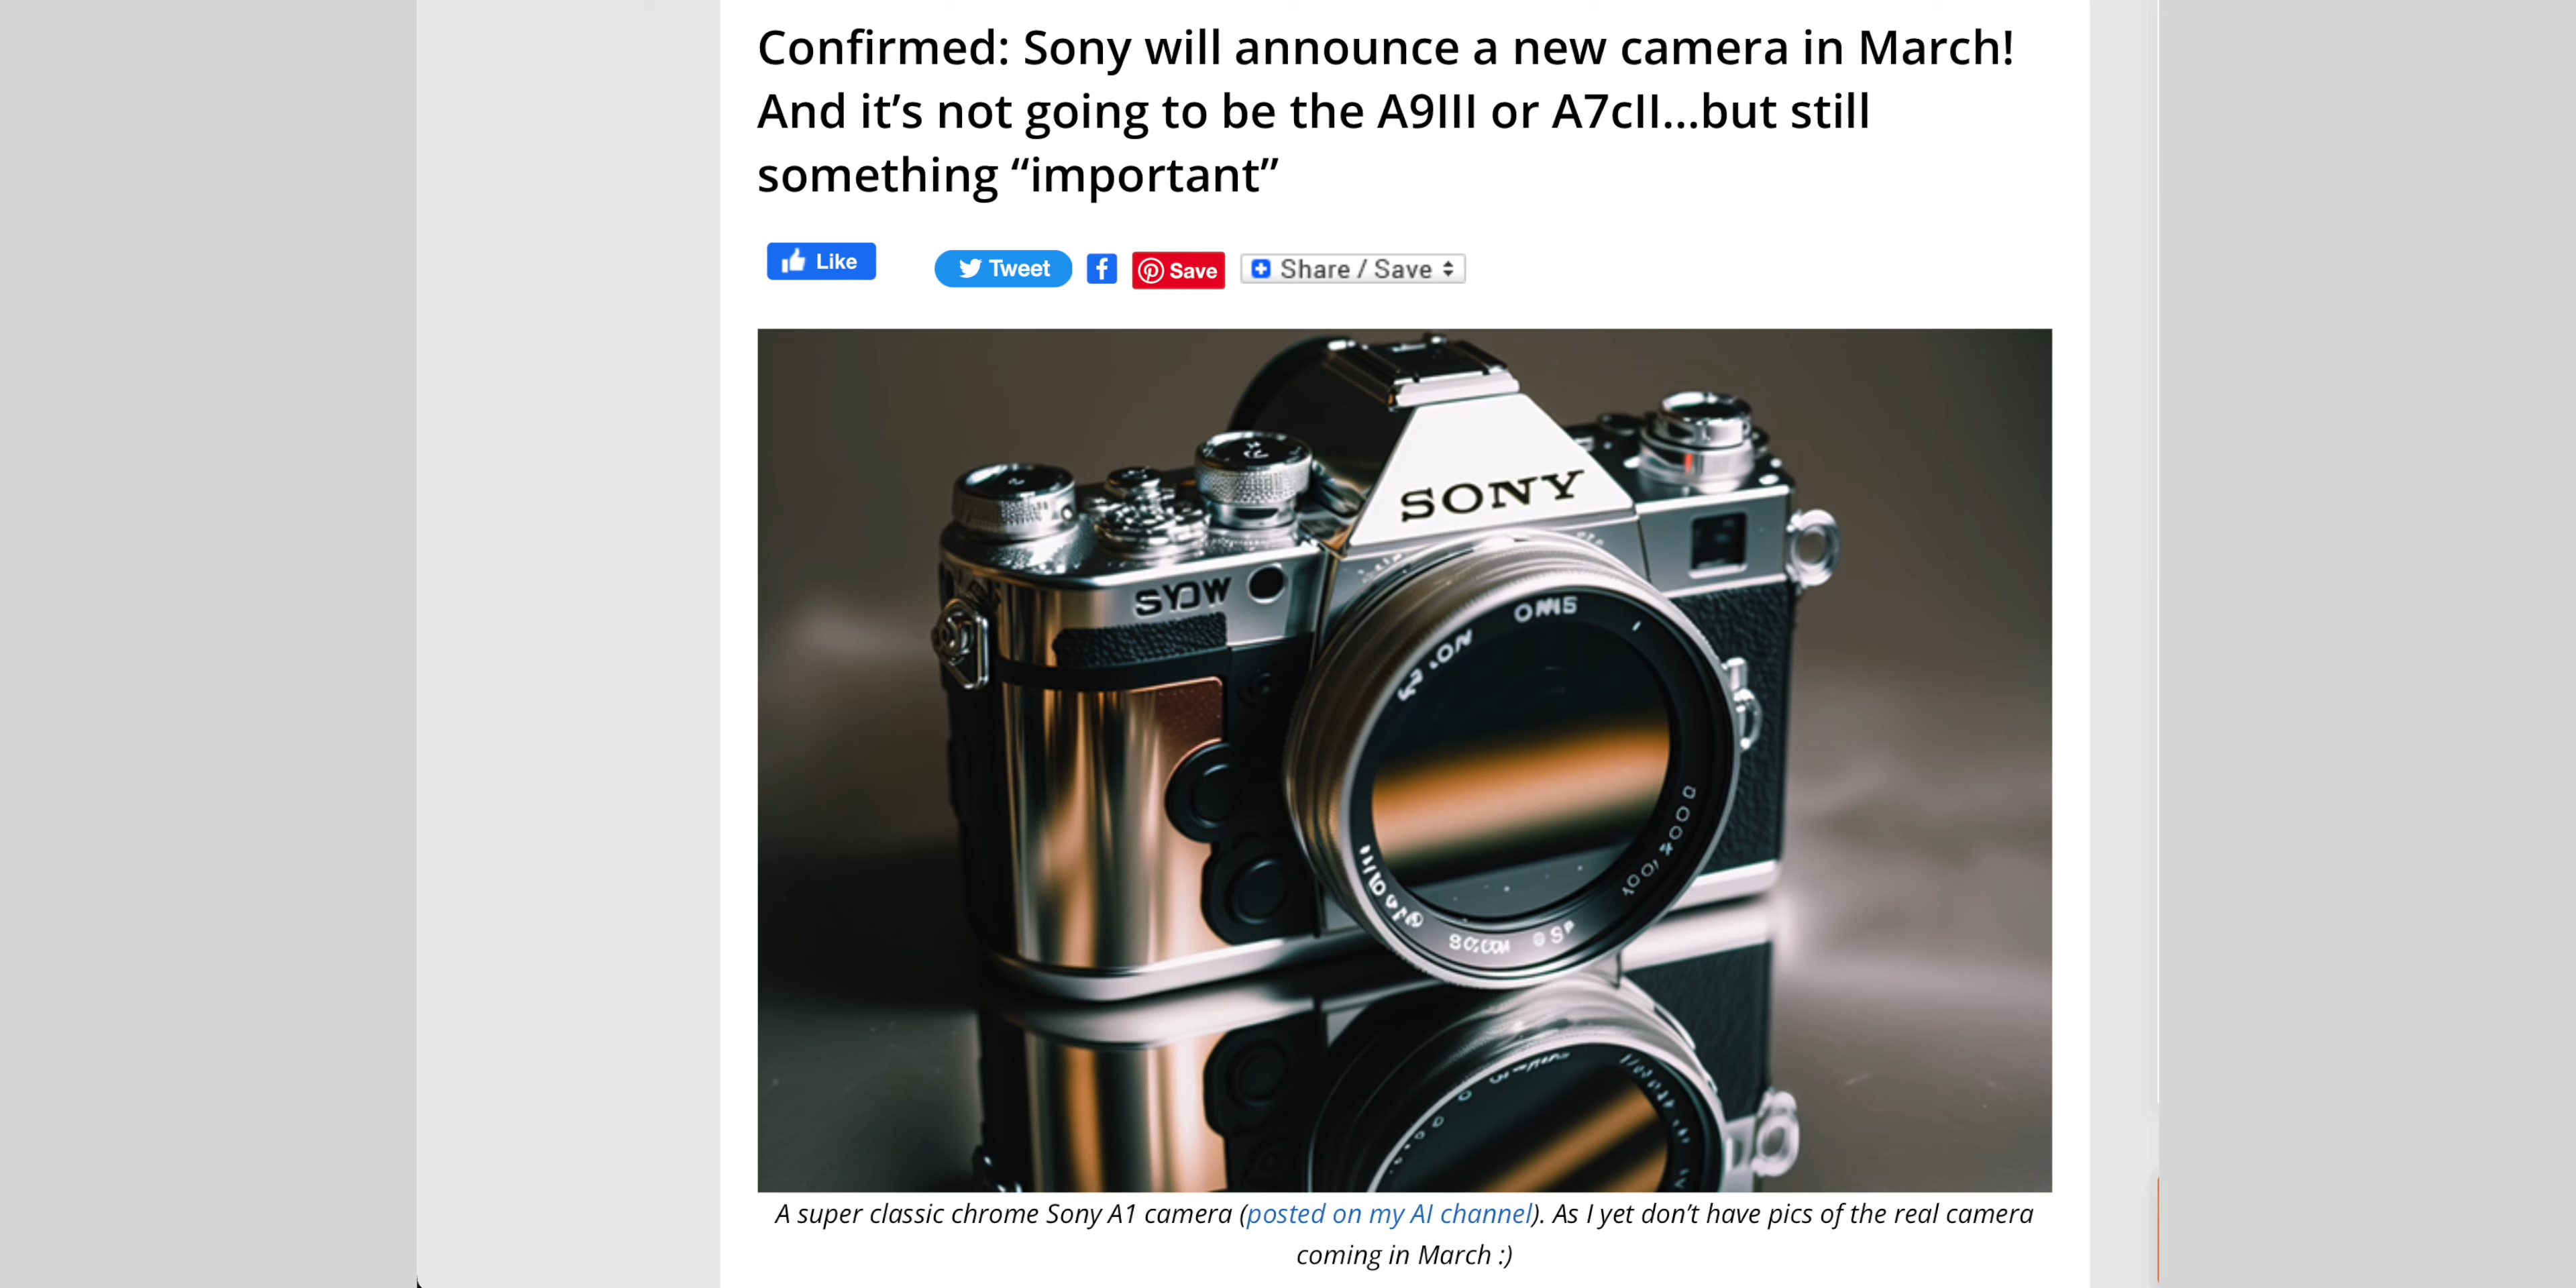 Confirmed: Sony will announce a new camera in March!
And it’s not going to be the A9III or A7cII...but still
something “important”
Like
Tweet
Save
Share / Save
SONY
SYOW
A super classic chrome Sony A1 camera (posted on my AI channel). As I yet don’t have pics of the real camera
coming in March :)